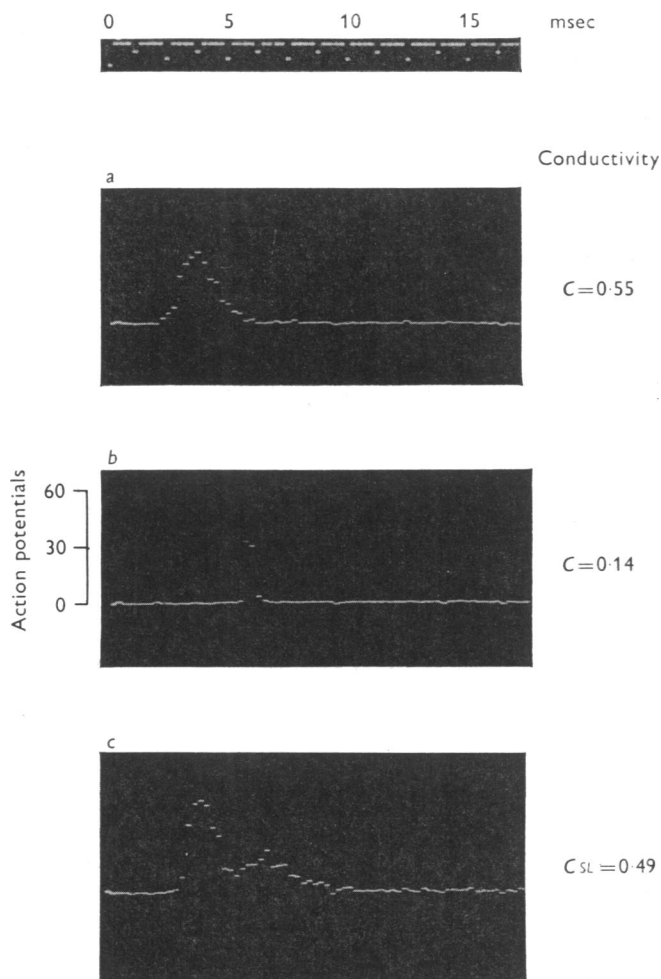 0 5 10 15 msec
Conductivity
a
C=0·55
b
Action potentials
60
30
0
C=0·14
c
CSL=0·49